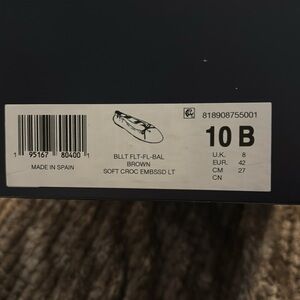 818908755001
10 B
U.K. 8
EUR. 42
CM 27
CN
1 95167 80400 1
MADE IN SPAIN
BLLT FLT-FL-BAL
BROWN
SOFT CROC EMBSSD LT